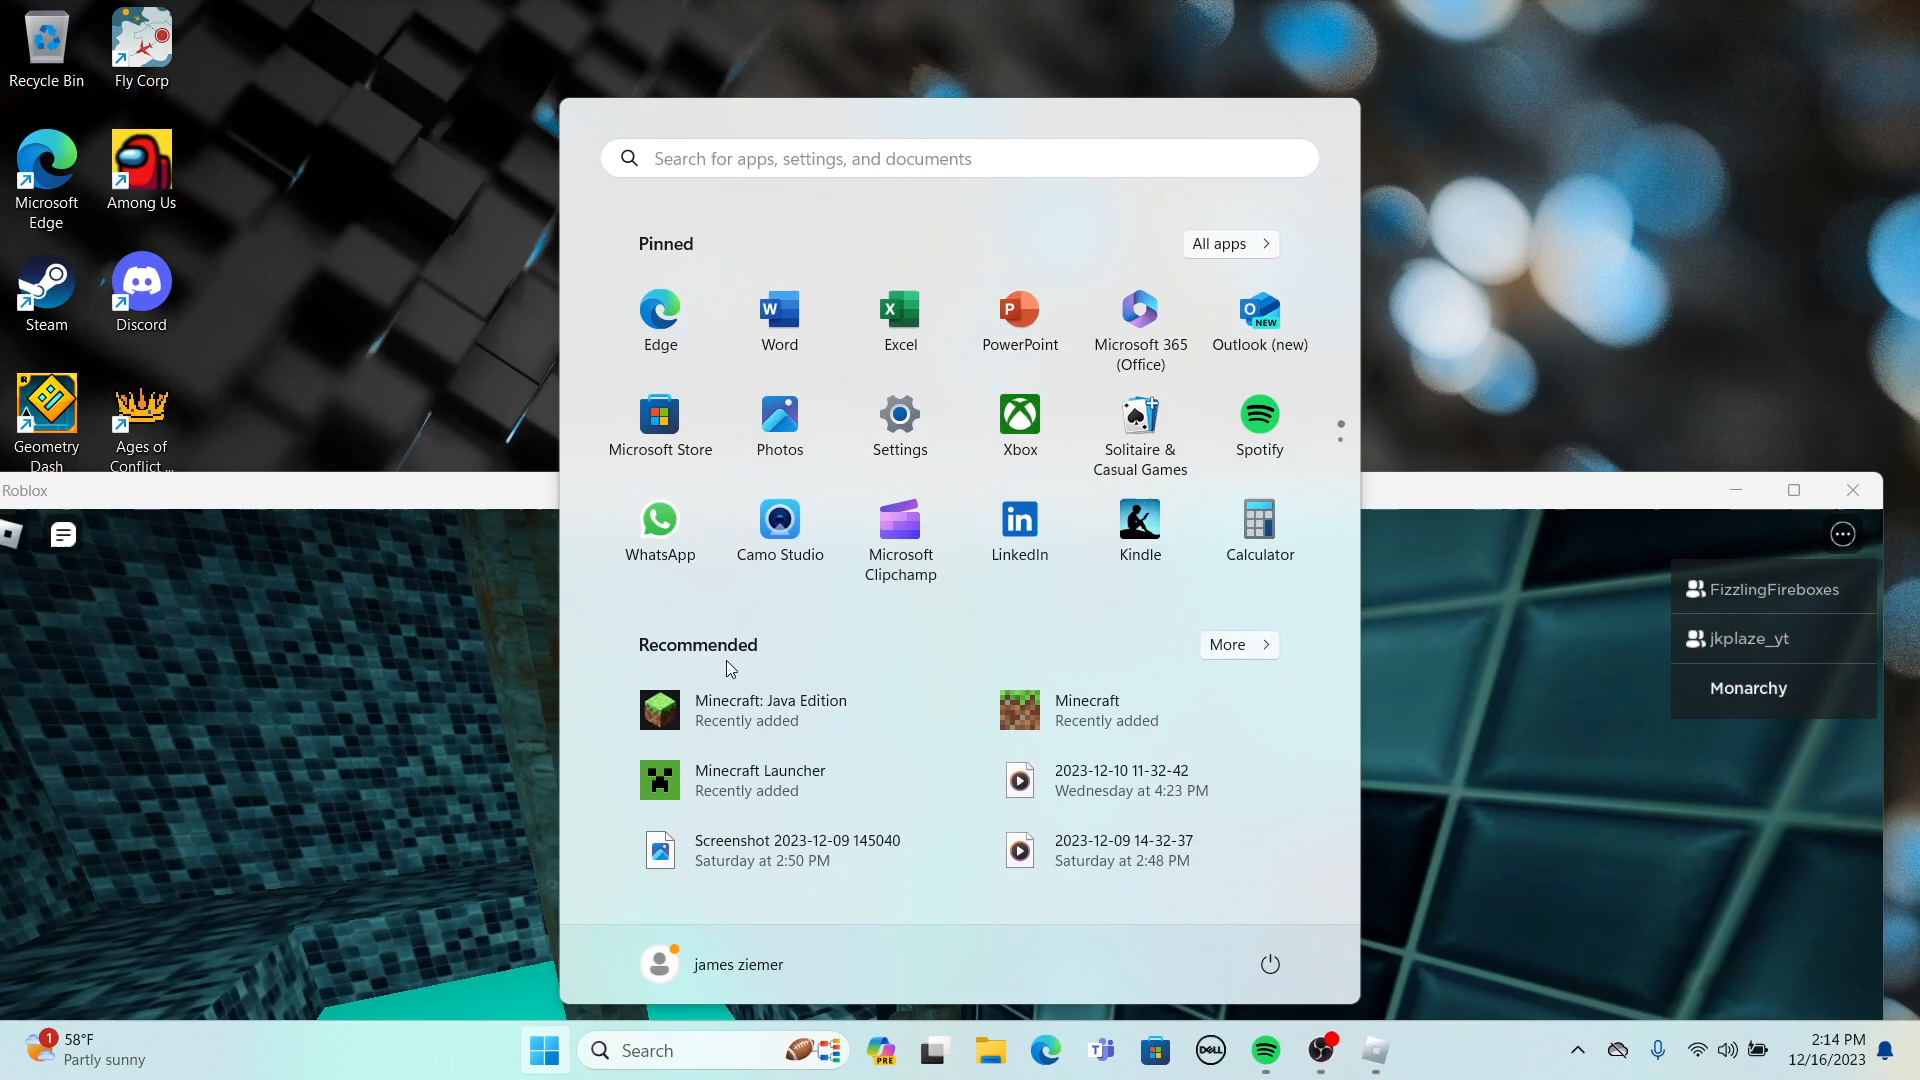 Recycle Bin
Fly Corp
Microsoft
Edge
Among Us
Steam
Discord
Geometry
Dash
Ages of
Conflict ...
Search for apps, settings, and documents
Pinned
All apps
Edge
Word
Excel
PowerPoint
Microsoft 365
(Office)
Outlook (new)
Microsoft Store
Photos
Settings
Xbox
Solitaire &
Casual Games
Spotify
WhatsApp
Camo Studio
Microsoft
Clipchamp
LinkedIn
Kindle
Calculator
Recommended
More
Minecraft: Java Edition
Recently added
Minecraft
Recently added
Minecraft Launcher
Recently added
2023-12-10 11-32-42
Wednesday at 4:23 PM
Screenshot 2023-12-09 145040
Saturday at 2:50 PM
2023-12-09 14-32-37
Saturday at 2:48 PM
james ziemer
Roblox
FizzlingFireboxes
jkplaze_yt
Monarchy
1
58°F
Partly sunny
Search
PRE
DELL
2:14 PM
12/16/2023
W
X
P
O
NEW
in
R
T